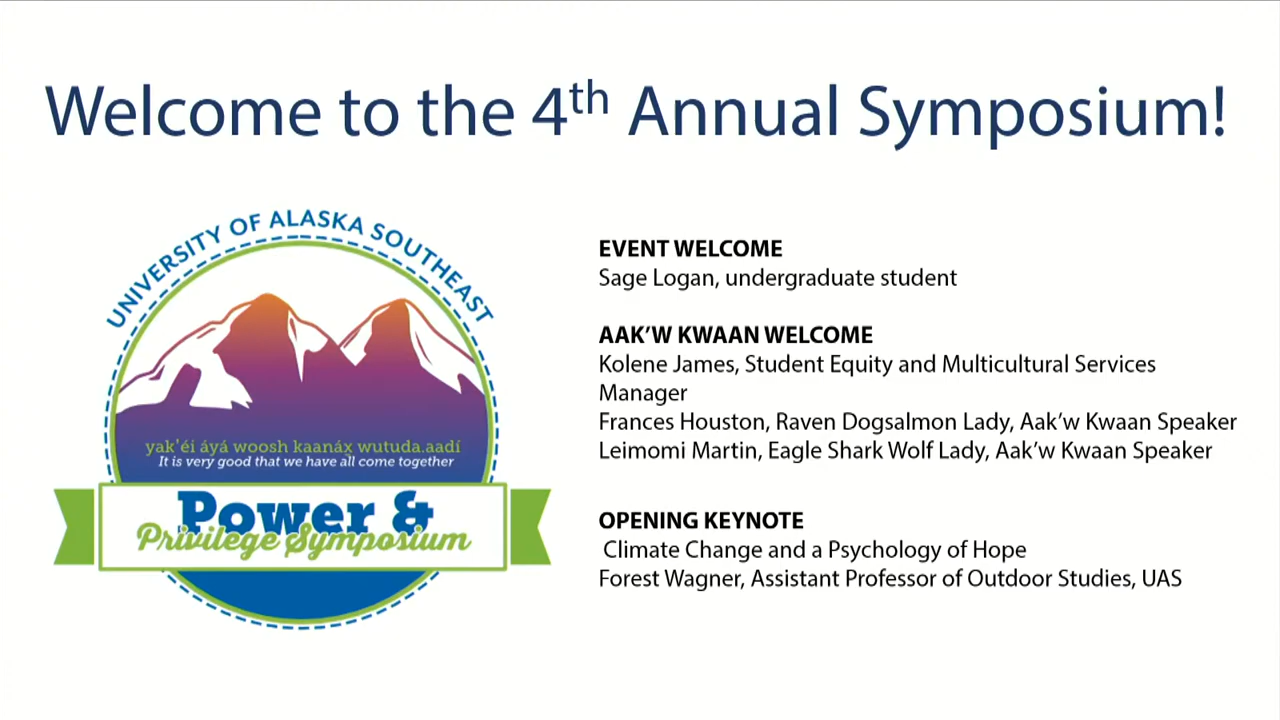 Welcome to the 4th Annual Symposium!
UNIVERSITY OF ALASKA SOUTHEAST
yak'éi áyá woosh kaanáx̱ wutuda.aadí
It is very good that we have all come together
Power &
Privilege Symposium
EVENT WELCOME
Sage Logan, undergraduate student
AAK’W KWAAN WELCOME
Kolene James, Student Equity and Multicultural Services
Manager
Frances Houston, Raven Dogsalmon Lady, Aak’w Kwaan Speaker
Leimomi Martin, Eagle Shark Wolf Lady, Aak’w Kwaan Speaker
OPENING KEYNOTE
Climate Change and a Psychology of Hope
Forest Wagner, Assistant Professor of Outdoor Studies, UAS